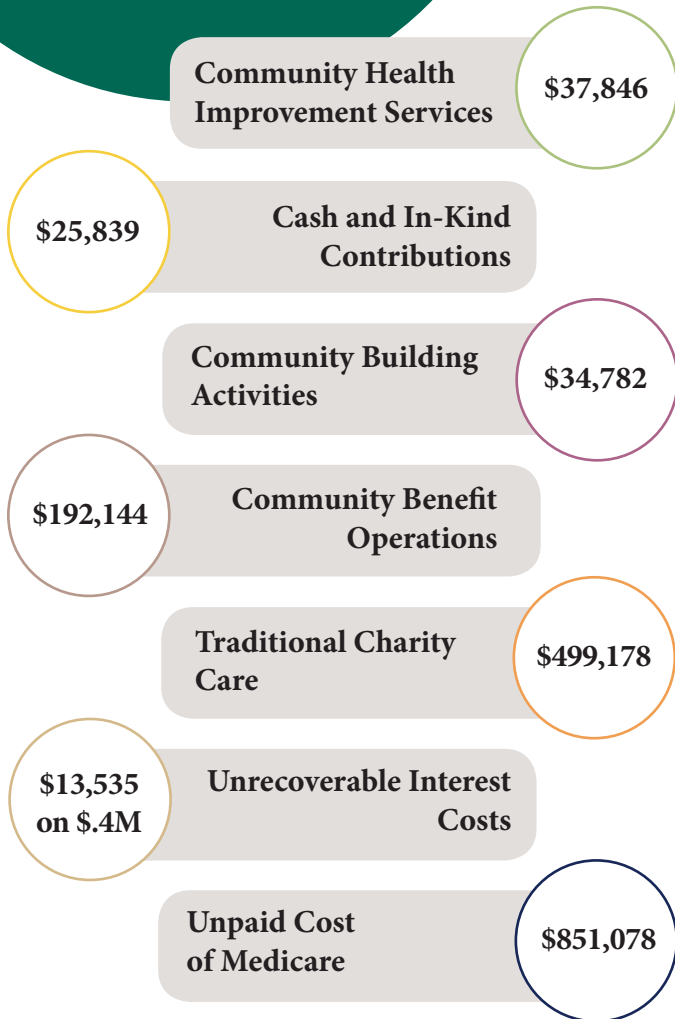 Community Health
Improvement Services
$37,846
$25,839
Cash and In-Kind
Contributions
Community Building
Activities
$34,782
$192,144
Community Benefit
Operations
Traditional Charity
Care
$499,178
$13,535
on $.4M
Unrecoverable Interest
Costs
Unpaid Cost
of Medicare
$851,078